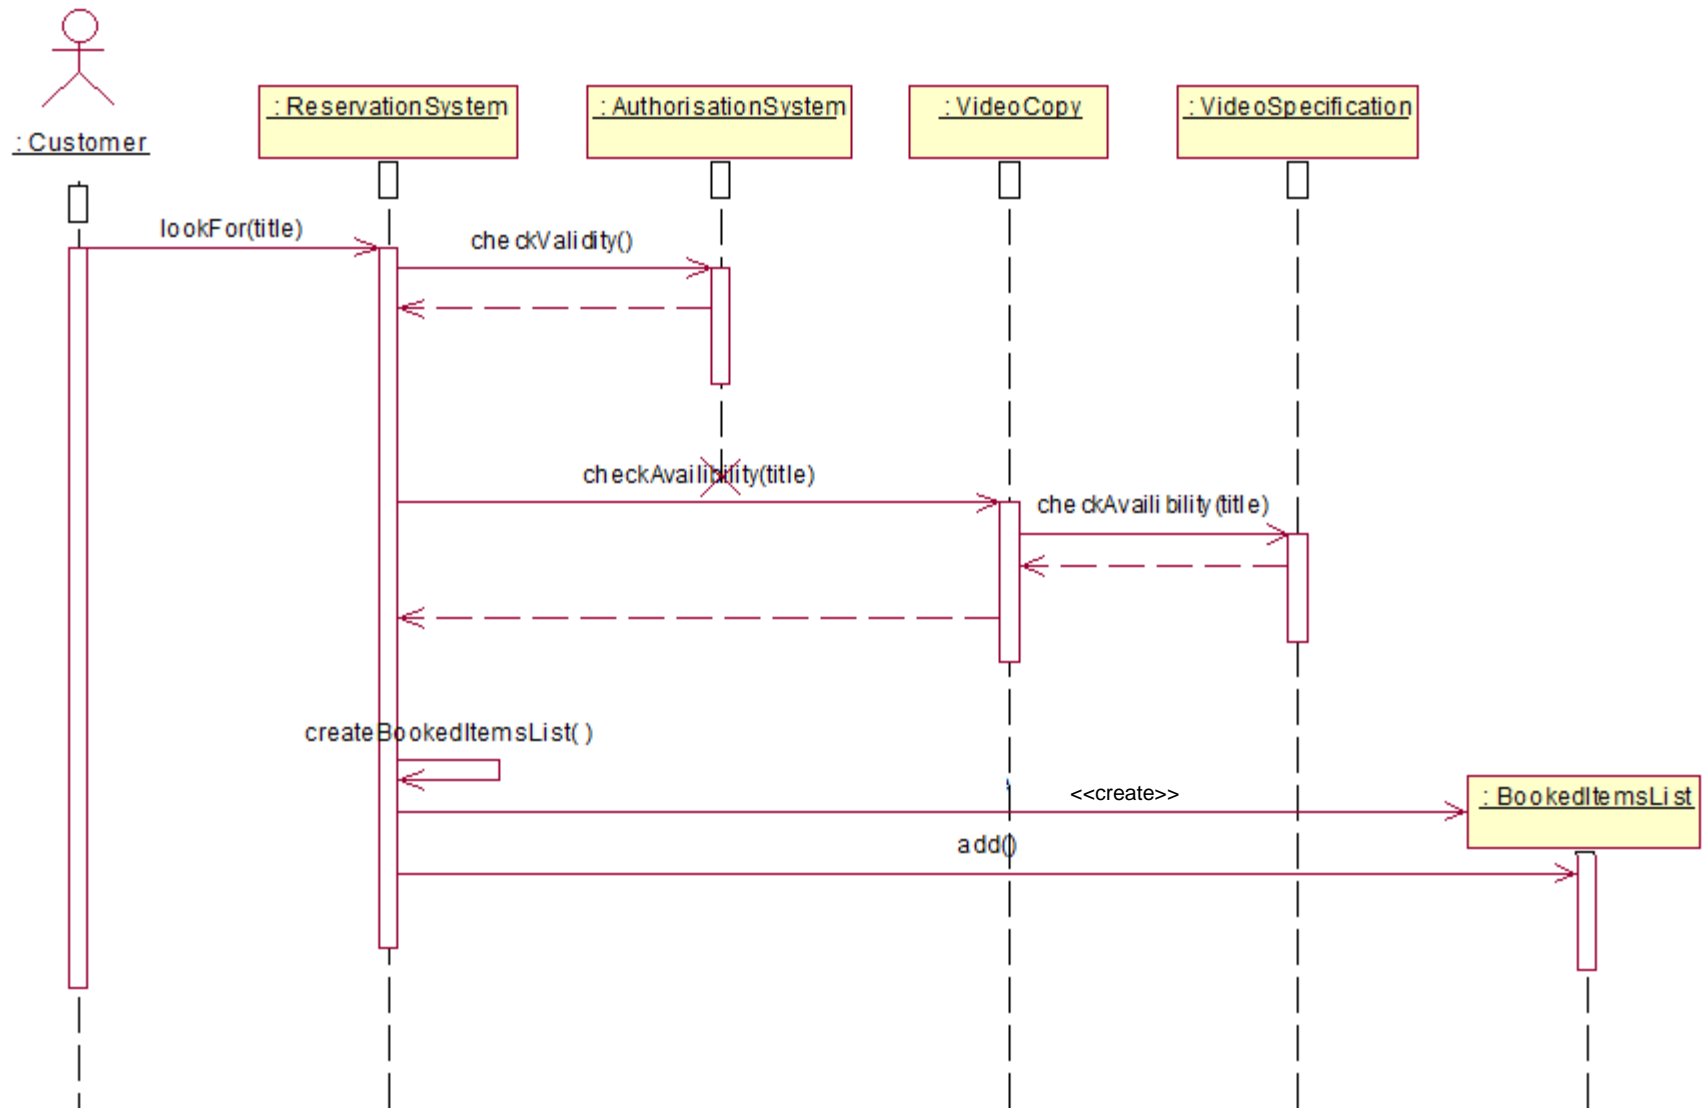 : Customer
: ReservationSystem
: AuthorisationSystem
: VideoCopy
: VideoSpecification
lookFor(title)
checkValidity()
checkAvailibility(title)
checkAvailibility(title)
createBookedItemsList( )
<<create>>
: BookedItemsList
add()